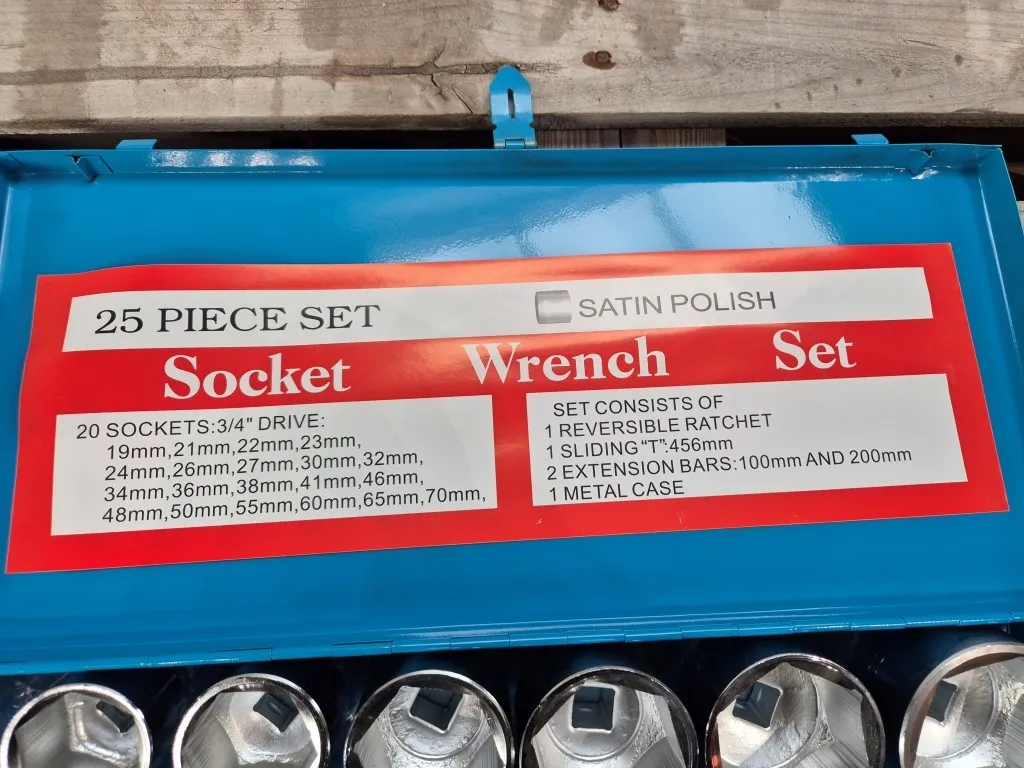 25 PIECE SET
SATIN POLISH
Socket Wrench Set
20 SOCKETS:3/4" DRIVE:
19mm,21mm,22mm,23mm,
24mm,26mm,27mm,30mm,32mm,
34mm,36mm,38mm,41mm,46mm,
48mm,50mm,55mm,60mm,65mm,70mm,
SET CONSISTS OF
1 REVERSIBLE RATCHET
1 SLIDING “T”:456mm
2 EXTENSION BARS:100mm AND 200mm
1 METAL CASE